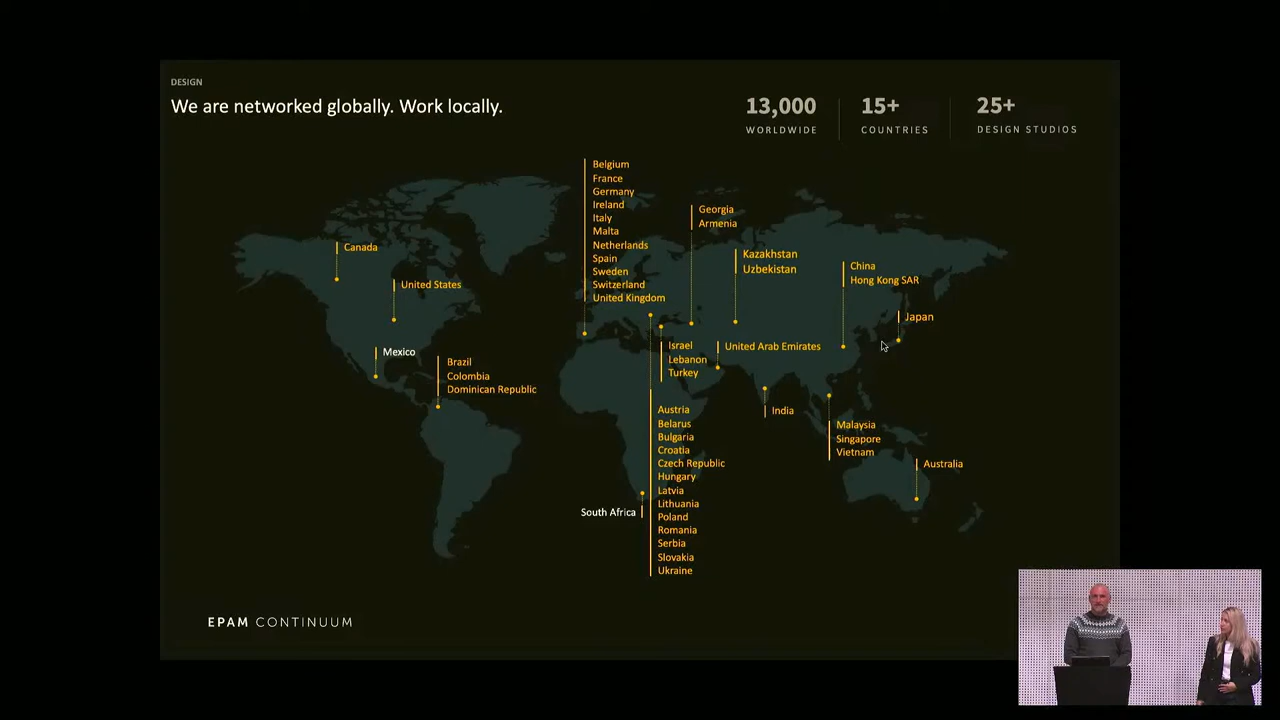 DESIGN
We are networked globally. Work locally.
13,000
WORLDWIDE
15+
COUNTRIES
25+
DESIGN STUDIOS
Belgium
France
Germany
Ireland
Italy
Malta
Netherlands
Spain
Sweden
Switzerland
United Kingdom
Georgia
Armenia
Canada
Kazakhstan
Uzbekistan
China
Hong Kong SAR
United States
Japan
Mexico
Israel
Lebanon
Turkey
United Arab Emirates
Brazil
Colombia
Dominican Republic
India
Austria
Belarus
Bulgaria
Croatia
Czech Republic
Hungary
Latvia
Lithuania
Poland
Romania
Serbia
Slovakia
Ukraine
Malaysia
Singapore
Vietnam
Australia
South Africa
EPAM CONTINUUM